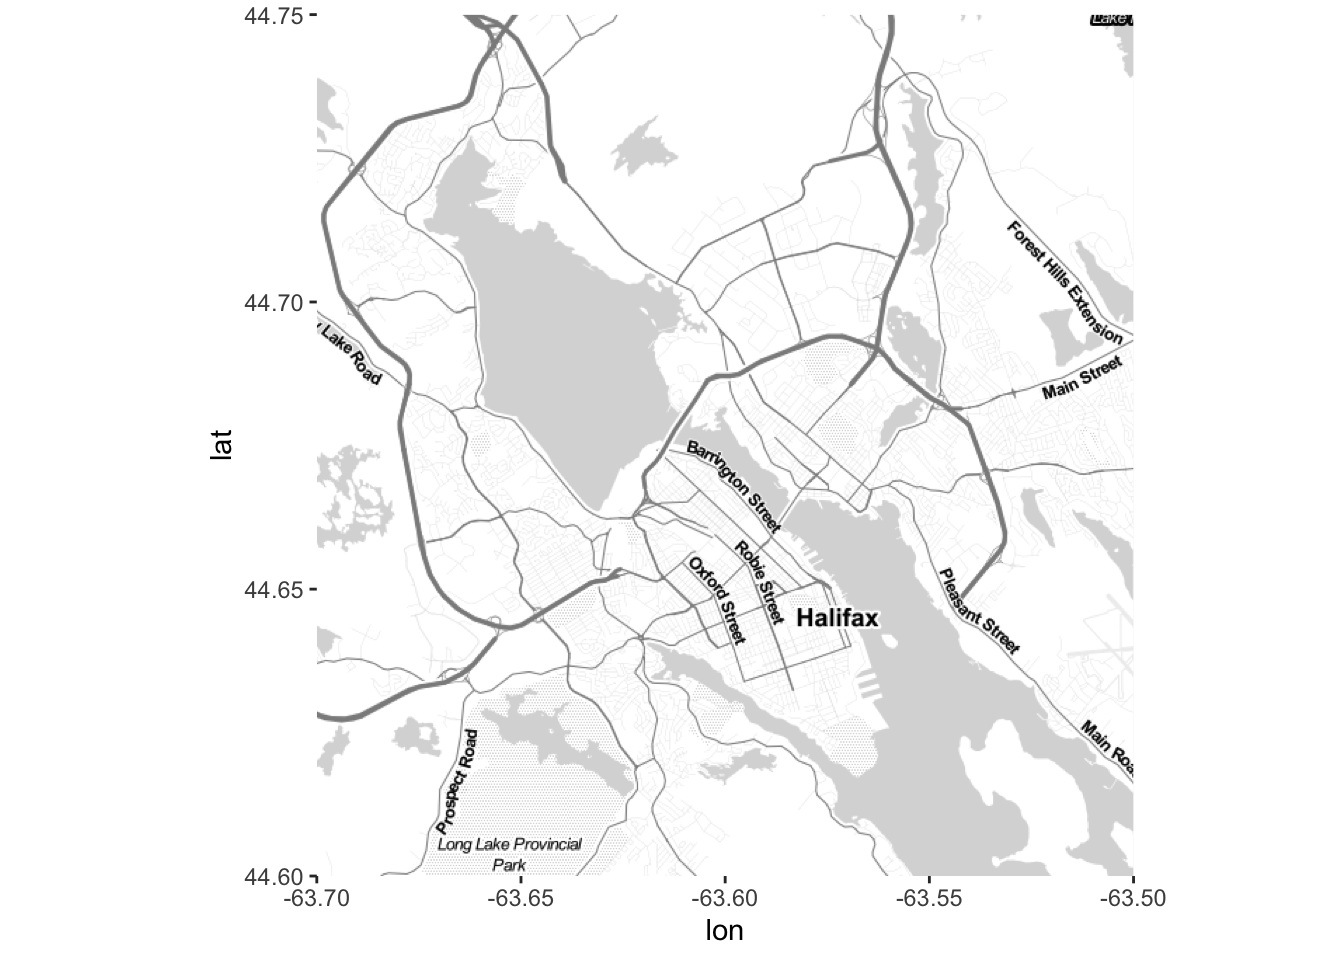 44.75
Lake
Forest Hills Extension
44.70
Lake Road
Main Street
lat
Barrington Street
Robie Street
Oxford Street
44.65
Pleasant Street
Halifax
Main Roa
Prospect Road
Long Lake Provincial
Park
44.60
-63.70
-63.65
-63.60
-63.55
-63.50
lon